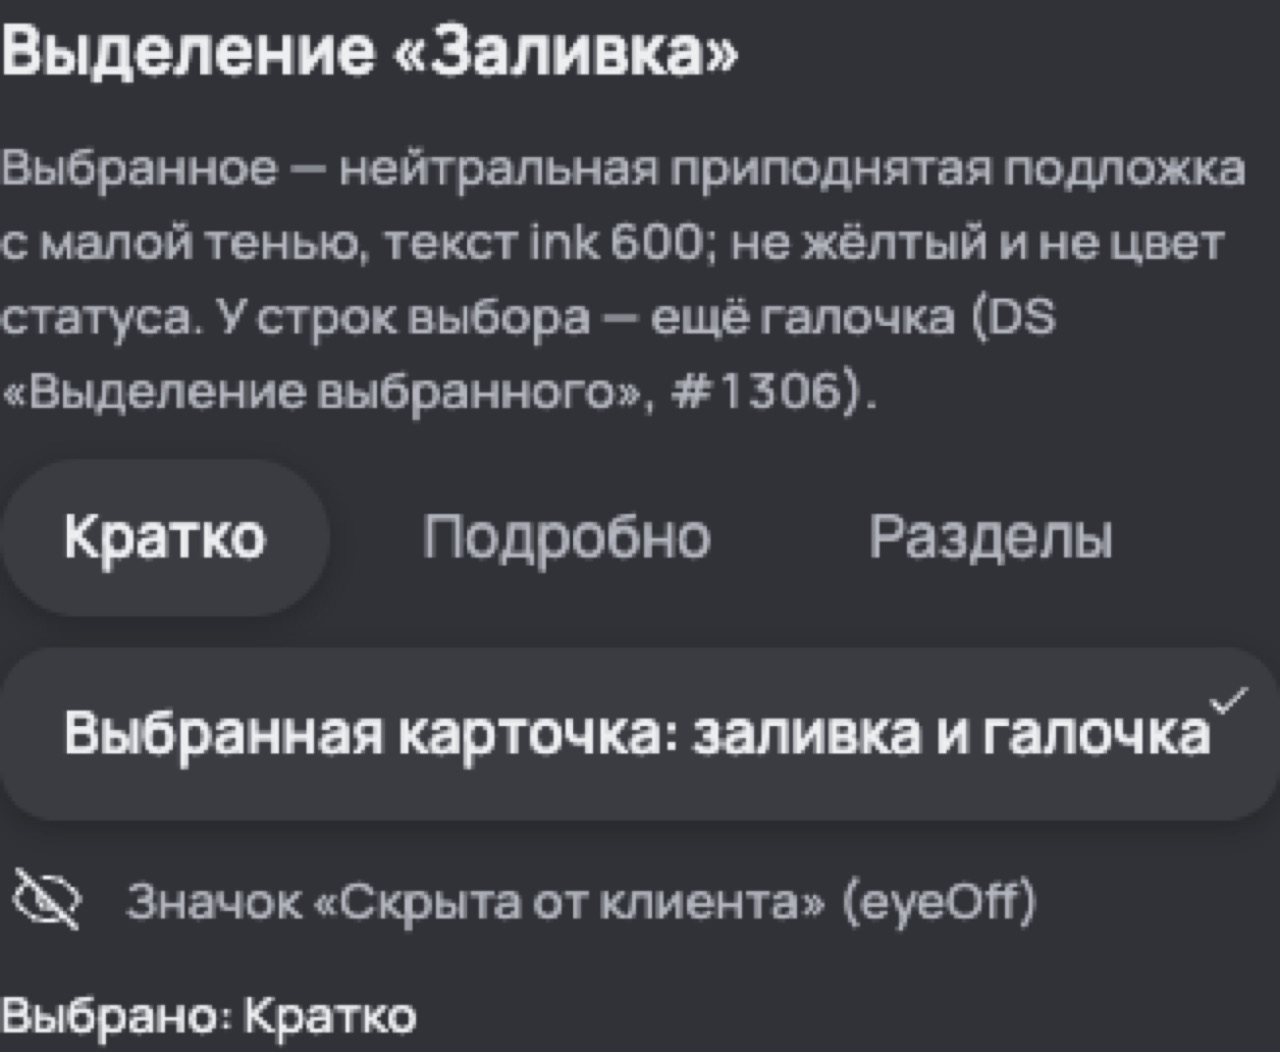 Выделение «Заливка»
Выбранное — нейтральная приподнятая подложка
с малой тенью, текст ink 600; не жёлтый и не цвет
статуса. У строк выбора — ещё галочка (DS
«Выделение выбранного», #1306).
Кратко Подробно Разделы
Выбранная карточка: заливка и галочка
Значок «Скрыта от клиента» (eyeOff)
Выбрано: Кратко